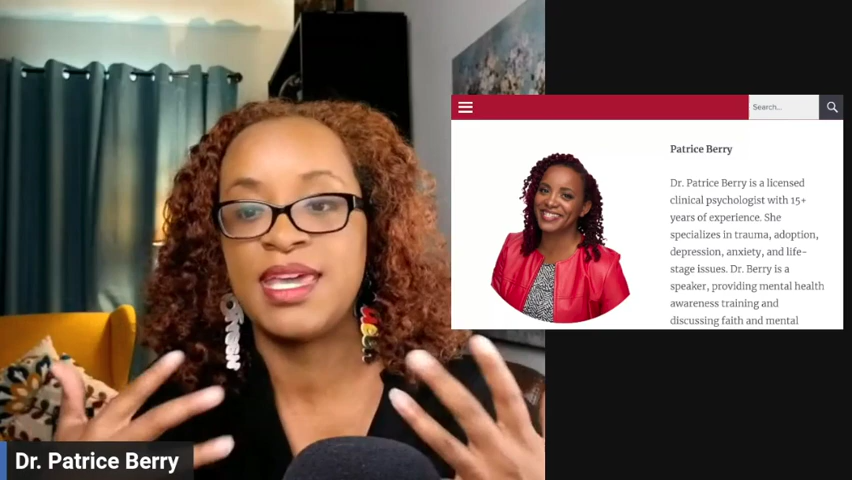 Search...
Patrice Berry
Dr. Patrice Berry is a licensed
clinical psychologist with 15+
years of experience. She
specializes in trauma, adoption,
depression, anxiety, and life-
stage issues. Dr. Berry is a
speaker, providing mental health
awareness training and
discussing faith and mental
Dr. Patrice Berry